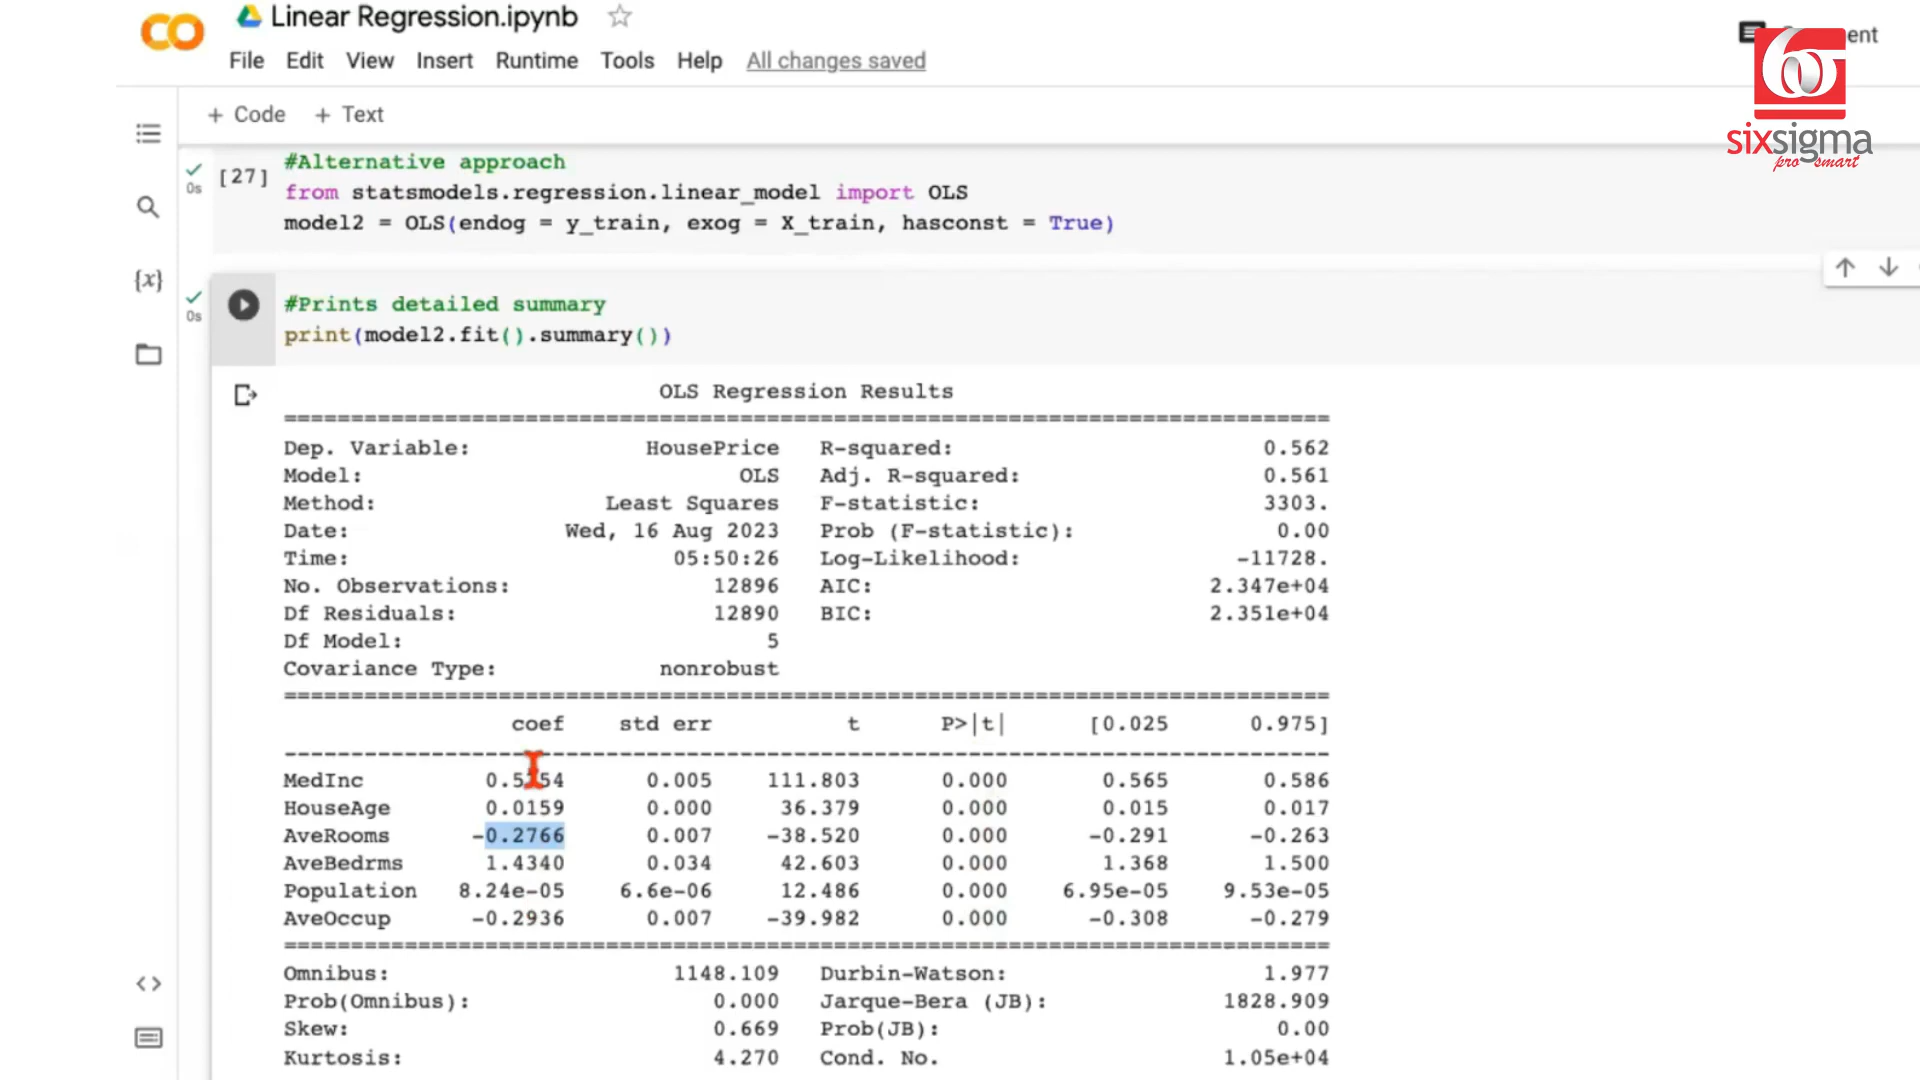 Linear Regression.ipynb
File Edit View Insert Runtime Tools Help All changes saved
ent
sixsigma
pro smart
+ Code + Text
0s
[27]
#Alternative approach
from statsmodels.regression.linear_model import OLS
model2 = OLS(endog = y_train, exog = X_train, hasconst = True)
{x}
0s
#Prints detailed summary
print(model2.fit().summary())
OLS Regression Results
==============================================================================
Dep. Variable: HousePrice R-squared: 0.562
Model: OLS Adj. R-squared: 0.561
Method: Least Squares F-statistic: 3303.
Date: Wed, 16 Aug 2023 Prob (F-statistic): 0.00
Time: 05:50:26 Log-Likelihood: -11728.
No. Observations: 12896 AIC: 2.347e+04
Df Residuals: 12890 BIC: 2.351e+04
Df Model: 5
Covariance Type: nonrobust
==============================================================================
coef std err t P>|t| [0.025 0.975]
------------------------------------------------------------------------------
MedInc 0.005 111.803 0.000 0.565 0.586
HouseAge 0.0159 0.000 36.379 0.000 0.015 0.017
AveRooms -0.2766 0.007 -38.520 0.000 -0.291 -0.263
AveBedrms 1.4340 0.034 42.603 0.000 1.368 1.500
Population 8.24e-05 6.6e-06 12.486 0.000 6.95e-05 9.53e-05
AveOccup -0.2936 0.007 -39.982 0.000 -0.308 -0.279
==============================================================================
Omnibus: 1148.109 Durbin-Watson: 1.977
Prob(Omnibus): 0.000 Jarque-Bera (JB): 1828.909
Skew: 0.669 Prob(JB): 0.00
Kurtosis: 4.270 Cond. No. 1.05e+04